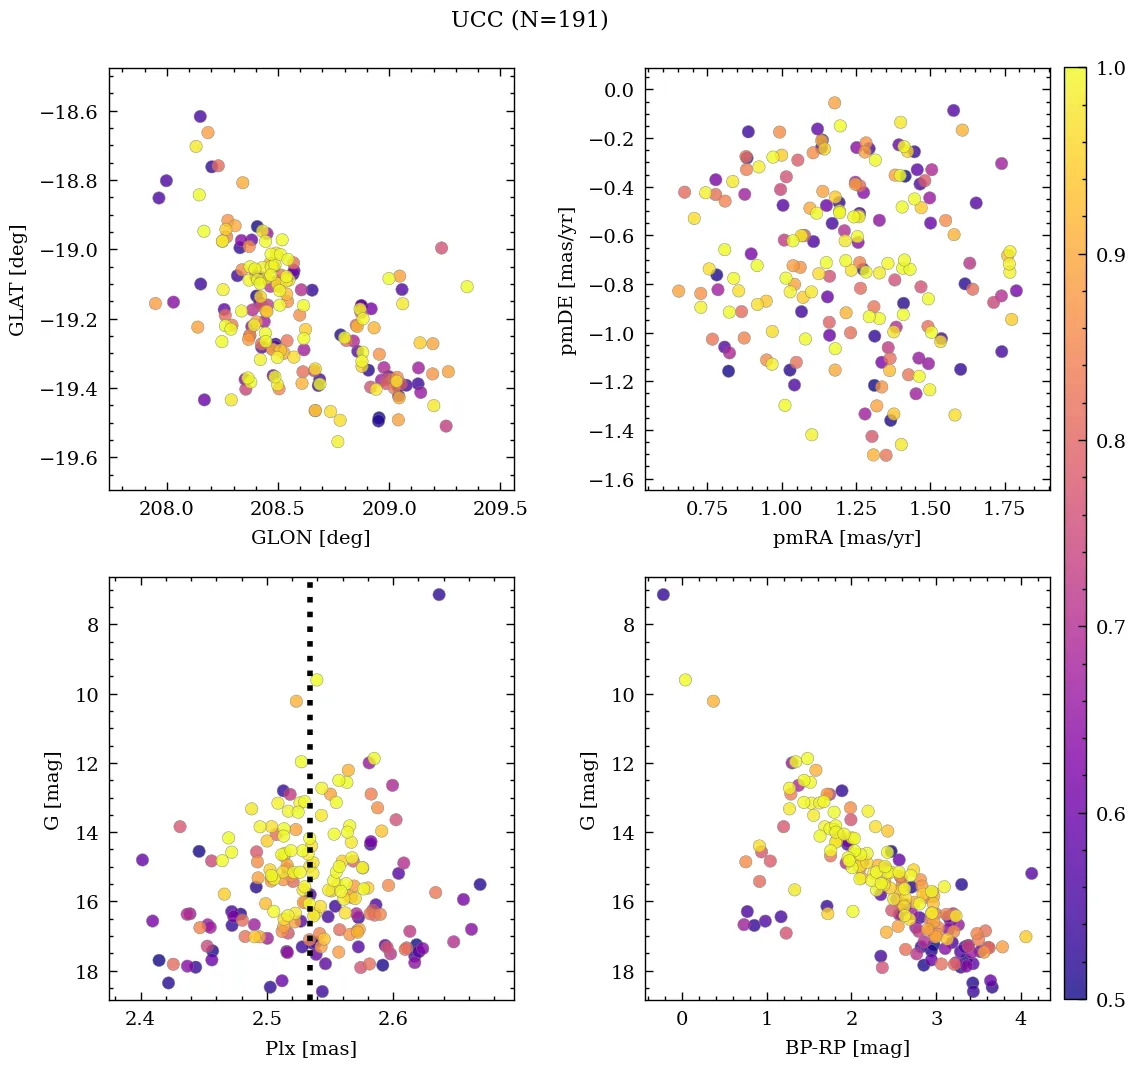 UCC (N=191)
−18.6
−18.8
−19.0
−19.2
−19.4
−19.6
GLAT [deg]
208.0 208.5 209.0 209.5
GLON [deg]
0.0
−0.2
−0.4
−0.6
−0.8
−1.0
−1.2
−1.4
−1.6
pmDE [mas/yr]
0.75 1.00 1.25 1.50 1.75
pmRA [mas/yr]
8
10
12
14
16
18
G [mag]
2.4 2.5 2.6
Plx [mas]
8
10
12
14
16
18
G [mag]
0 1 2 3 4
BP-RP [mag]
1.0
0.9
0.8
0.7
0.6
0.5